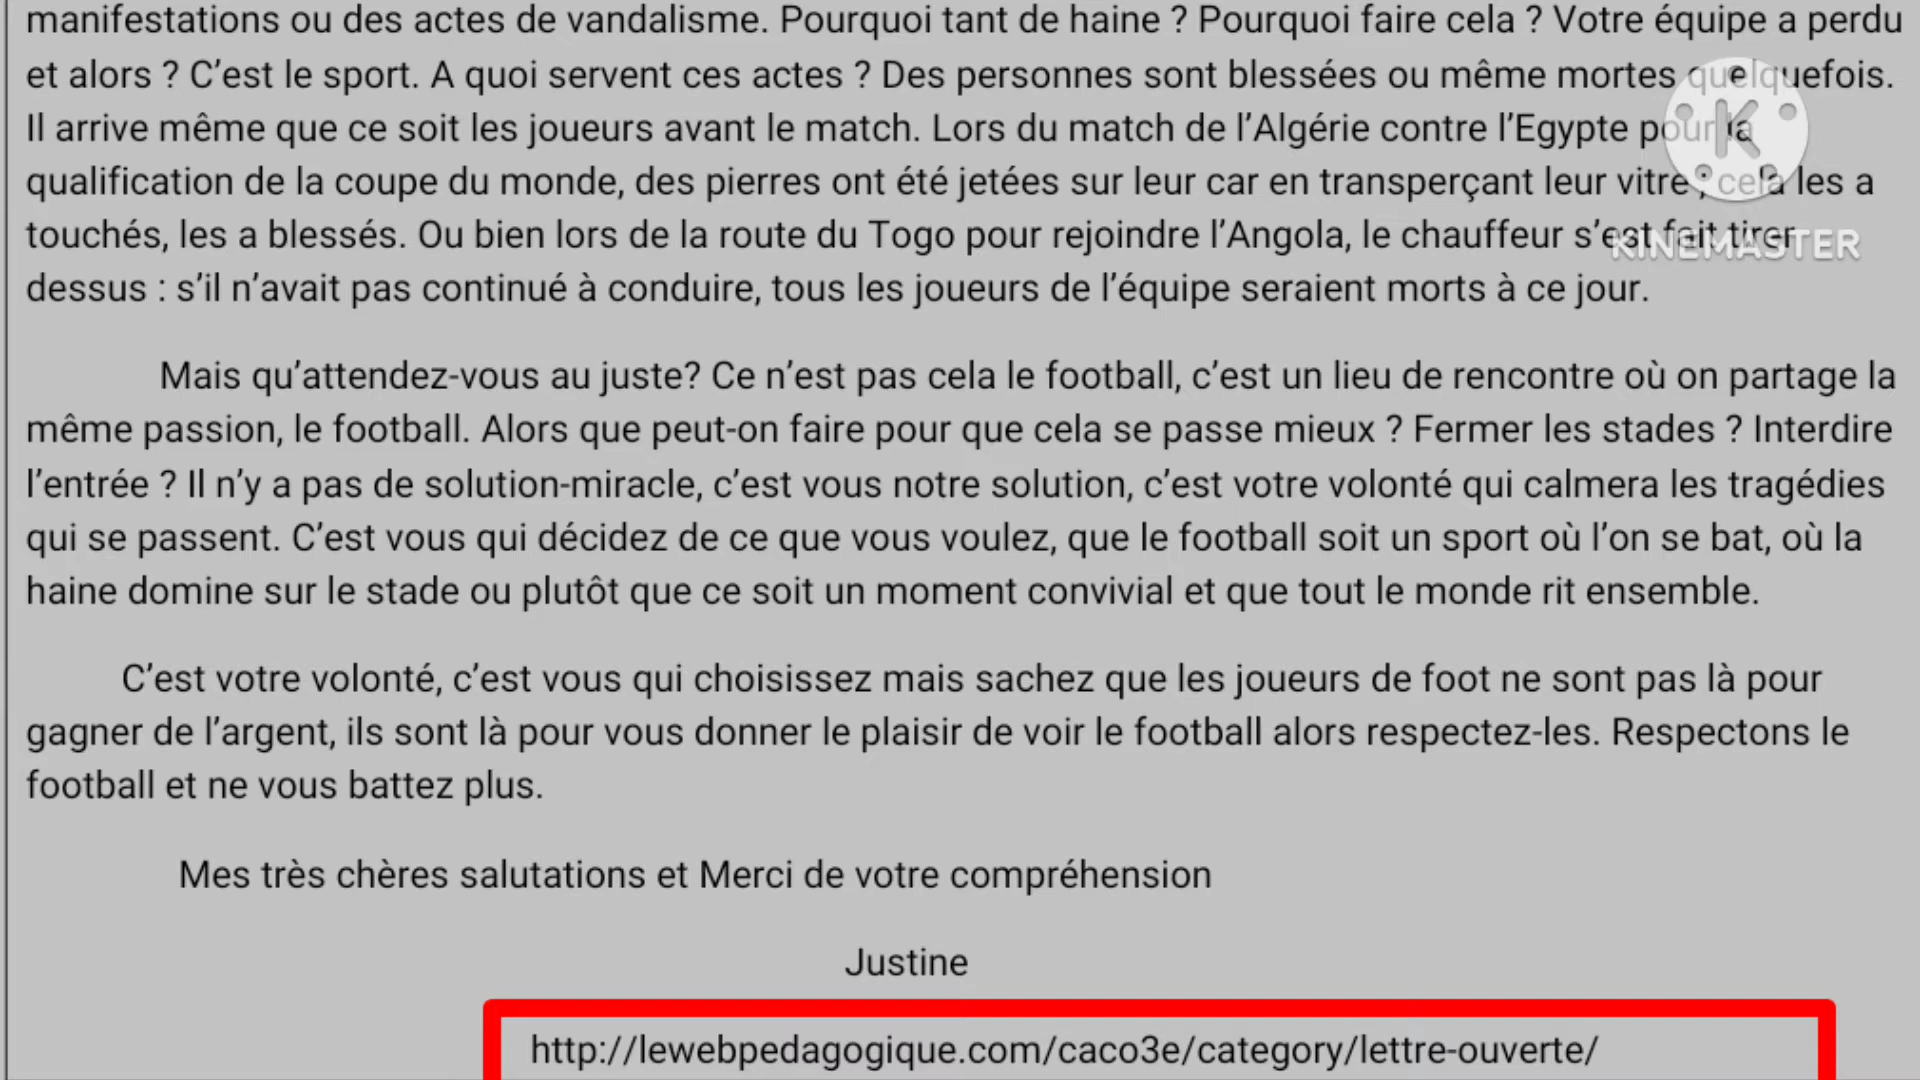 manifestations ou des actes de vandalisme. Pourquoi tant de haine ? Pourquoi faire cela ? Votre équipe a perdu
et alors ? C’est le sport. A quoi servent ces actes ? Des personnes sont blessées ou même mortes quelquefois.
Il arrive même que ce soit les joueurs avant le match. Lors du match de l’Algérie contre l’Egypte pour la
qualification de la coupe du monde, des pierres ont été jetées sur leur car en transperçant leur vitre ; cela les a
touchés, les a blessés. Ou bien lors de la route du Togo pour rejoindre l’Angola, le chauffeur s’est fait tirer
dessus : s’il n’avait pas continué à conduire, tous les joueurs de l’équipe seraient morts à ce jour.
K
KINEMASTER
Mais qu’attendez-vous au juste? Ce n’est pas cela le football, c’est un lieu de rencontre où on partage la
même passion, le football. Alors que peut-on faire pour que cela se passe mieux ? Fermer les stades ? Interdire
l’entrée ? Il n’y a pas de solution-miracle, c’est vous notre solution, c’est votre volonté qui calmera les tragédies
qui se passent. C’est vous qui décidez de ce que vous voulez, que le football soit un sport où l’on se bat, où la
haine domine sur le stade ou plutôt que ce soit un moment convivial et que tout le monde rit ensemble.
C’est votre volonté, c’est vous qui choisissez mais sachez que les joueurs de foot ne sont pas là pour
gagner de l’argent, ils sont là pour vous donner le plaisir de voir le football alors respectez-les. Respectons le
football et ne vous battez plus.
Mes très chères salutations et Merci de votre compréhension
Justine
http://lewebpedagogique.com/caco3e/category/lettre-ouverte/